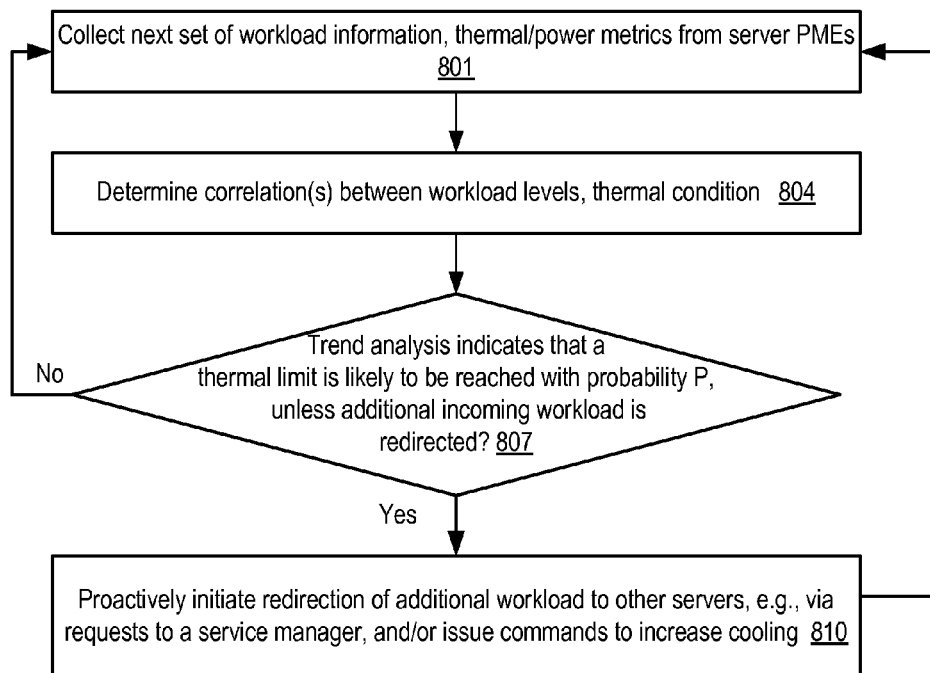 Collect next set of workload information, thermal/power metrics from server PMEs
801
Determine correlation(s) between workload levels, thermal condition 804
Trend analysis indicates that a
thermal limit is likely to be reached with probability P,
unless additional incoming workload is
redirected? 807
No
Yes
Proactively initiate redirection of additional workload to other servers, e.g., via
requests to a service manager, and/or issue commands to increase cooling 810